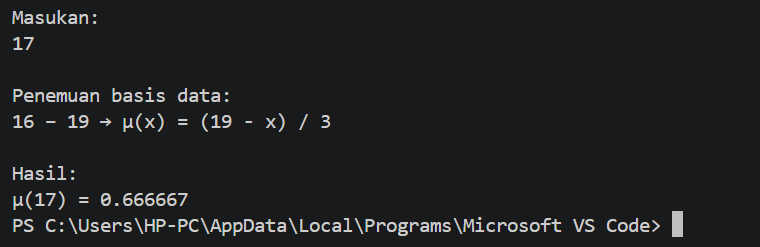 Masukan:
17
Penemuan basis data:
16 – 19 → μ(x) = (19 - x) / 3
Hasil:
μ(17) = 0.666667
PS C:\Users\HP-PC\AppData\Local\Programs\Microsoft VS Code>